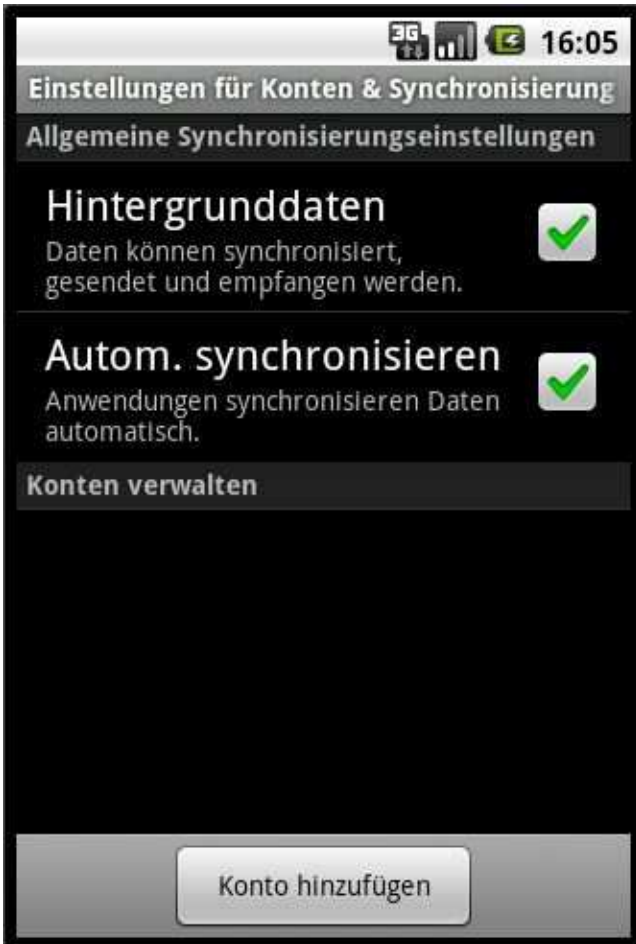 3G 16:05
Einstellungen für Konten & Synchronisierung
Allgemeine Synchronisierungseinstellungen
Hintergrunddaten
Daten können synchronisiert,
gesendet und empfangen werden.
Autom. synchronisieren
Anwendungen synchronisieren Daten
automatisch.
Konten verwalten
Konto hinzufügen